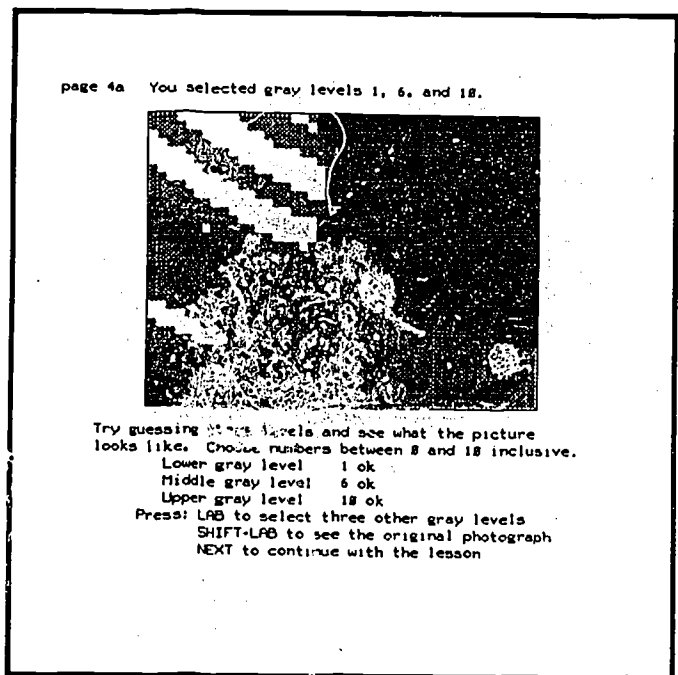 page 4a You selected gray levels 1, 6, and 10.
Try guessing levels and see what the picture
looks like. Choose numbers between 0 and 10 inclusive.
Lower gray level 1 ok
Middle gray level 6 ok
Upper gray level 10 ok
Press: LAB to select three other gray levels
SHIFT-LAB to see the original photograph
NEXT to continue with the lesson